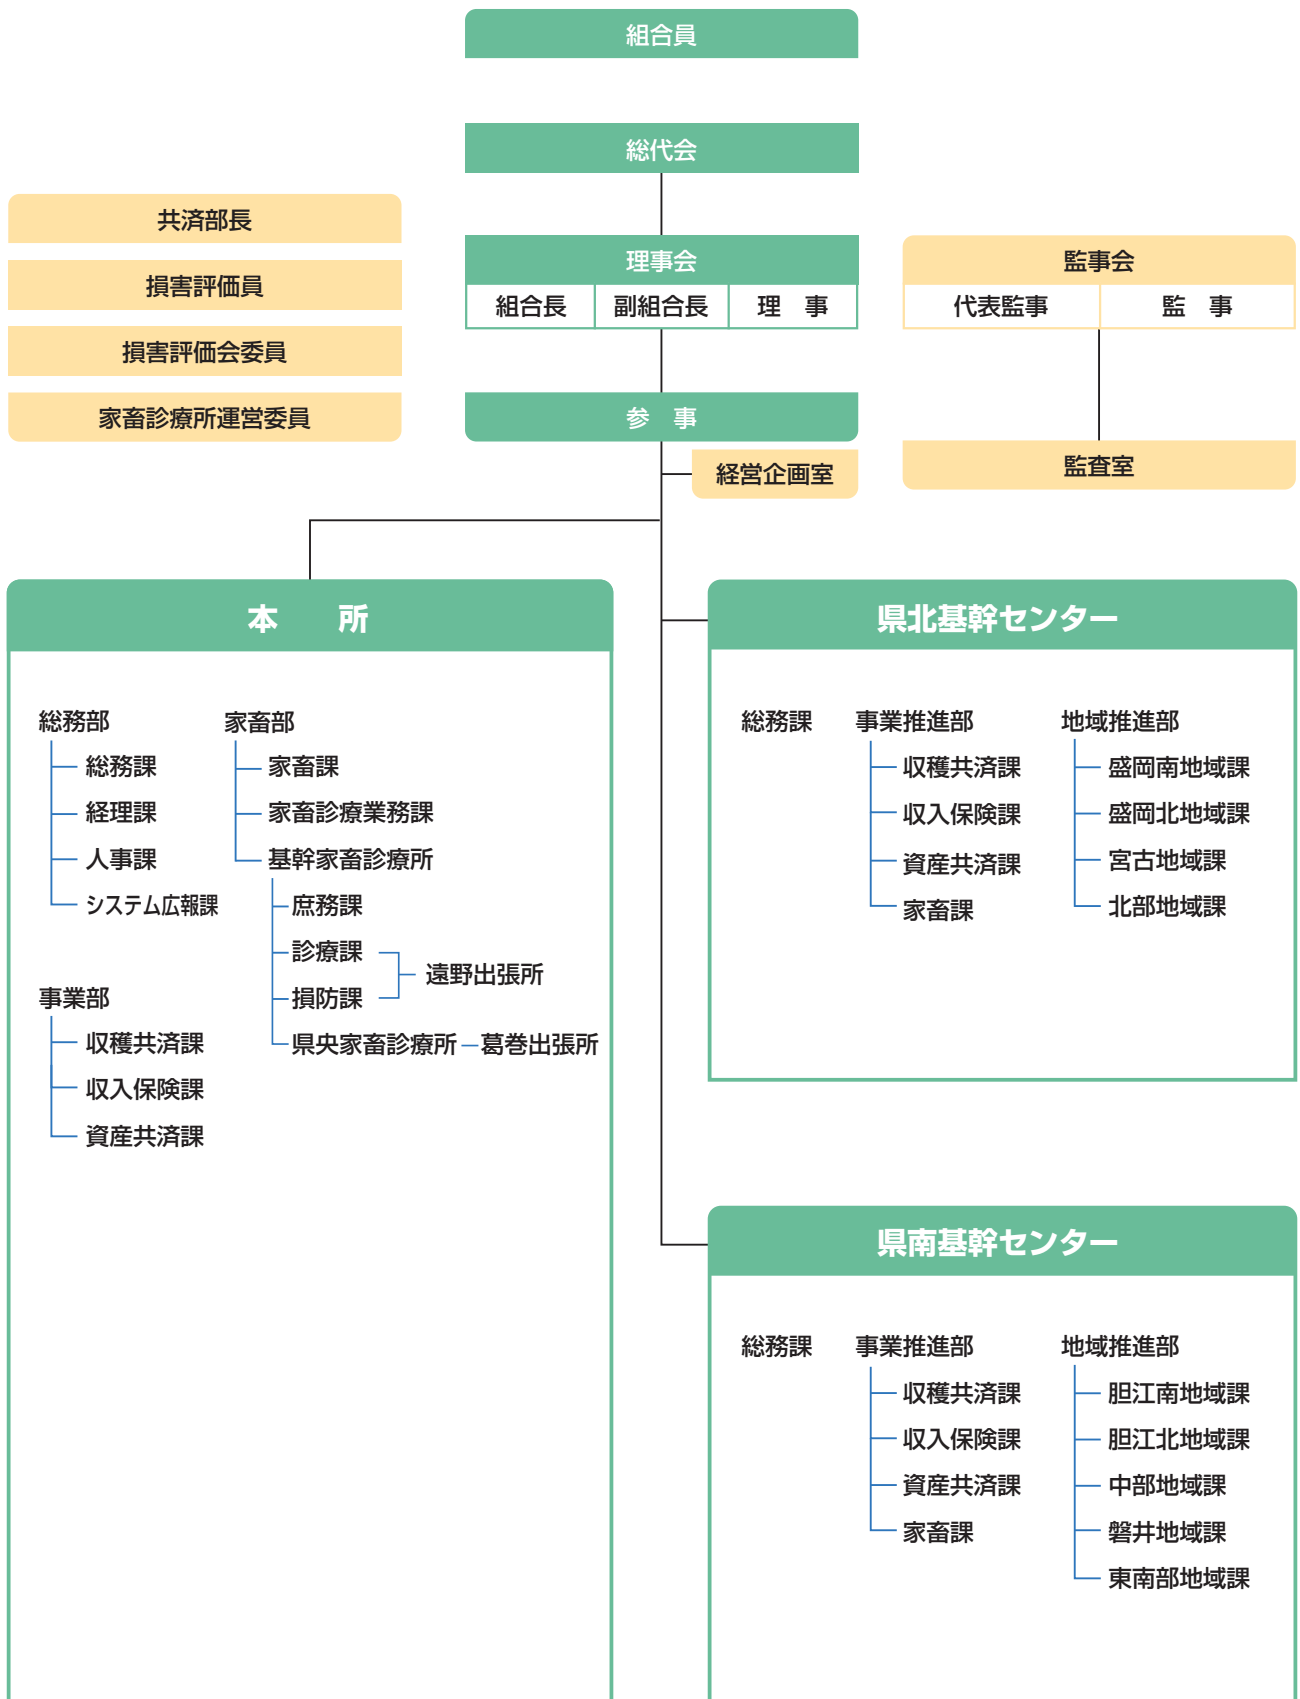 組合員
総代会
共済部長
損害評価員
損害評価会委員
家畜診療所運営委員
理事会
組合長 副組合長 理　事
監事会
代表監事 監　事
参　事
経営企画室
監査室
本　所
総務部
総務課
経理課
人事課
システム広報課
事業部
収穫共済課
収入保険課
資産共済課
家畜部
家畜課
家畜診療業務課
基幹家畜診療所
庶務課
診療課
損防課
遠野出張所
県央家畜診療所 葛巻出張所
県北基幹センター
総務課
事業推進部
収穫共済課
収入保険課
資産共済課
家畜課
地域推進部
盛岡南地域課
盛岡北地域課
宮古地域課
北部地域課
県南基幹センター
総務課
事業推進部
収穫共済課
収入保険課
資産共済課
家畜課
地域推進部
胆江南地域課
胆江北地域課
中部地域課
磐井地域課
東南部地域課